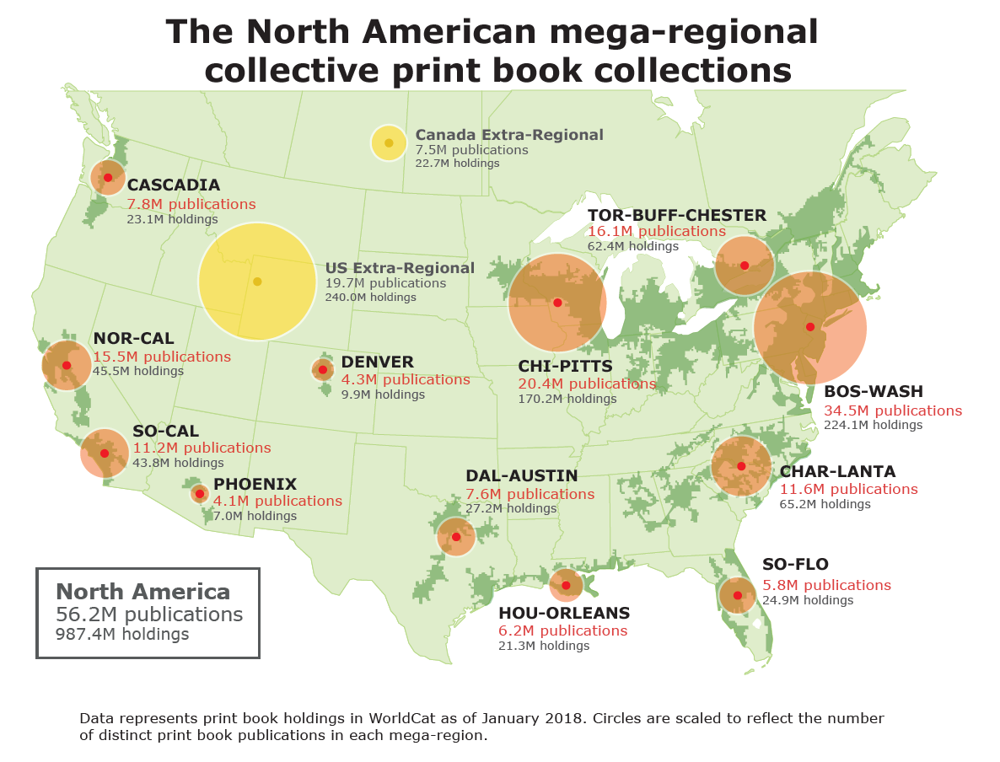 The North American mega-regional
collective print book collections
Canada Extra-Regional
7.5M publications
22.7M holdings
CASCADIA
7.8M publications
23.1M holdings
TOR-BUFF-CHESTER
16.1M publications
62.4M holdings
US Extra-Regional
19.7M publications
240.0M holdings
NOR-CAL
15.5M publications
45.5M holdings
DENVER
4.3M publications
9.9M holdings
CHI-PITTS
20.4M publications
170.2M holdings
BOS-WASH
34.5M publications
224.1M holdings
SO-CAL
11.2M publications
43.8M holdings
PHOENIX
4.1M publications
7.0M holdings
DAL-AUSTIN
7.6M publications
27.2M holdings
CHAR-LANTA
11.6M publications
65.2M holdings
SO-FLO
5.8M publications
24.9M holdings
HOU-ORLEANS
6.2M publications
21.3M holdings
North America
56.2M publications
987.4M holdings
Data represents print book holdings in WorldCat as of January 2018. Circles are scaled to reflect the number
of distinct print book publications in each mega-region.